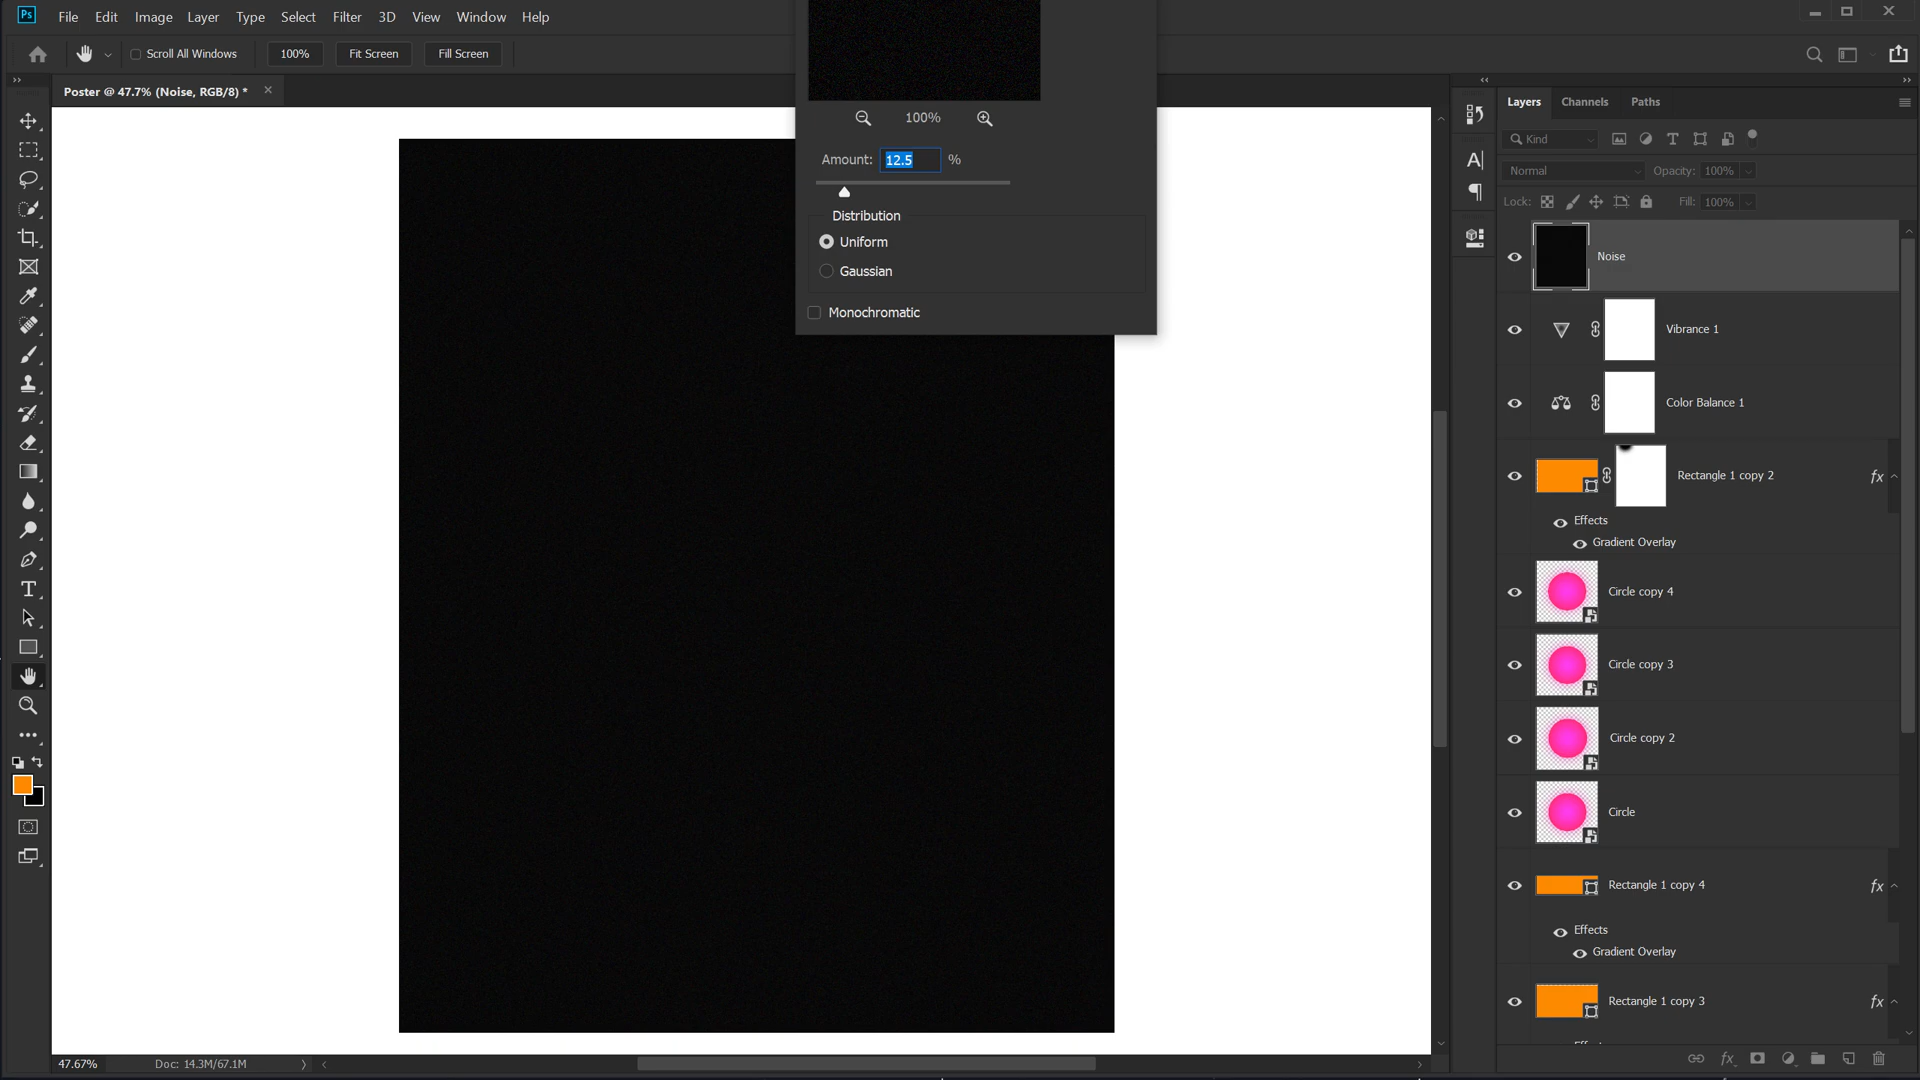 Ps
File Edit Image Layer Type Select Filter 3D View Window Help
Scroll All Windows 100% Fit Screen Fill Screen
Poster @ 47.7% (Noise, RGB/8) *
100%
Amount: 12.5 %
Distribution
Uniform
Gaussian
Monochromatic
Layers Channels Paths
Kind
Normal Opacity: 100%
Lock: Fill: 100%
Noise
Vibrance 1
Color Balance 1
Rectangle 1 copy 2 fx
Effects
Gradient Overlay
Circle copy 4
Circle copy 3
Circle copy 2
Circle
Rectangle 1 copy 4 fx
Effects
Gradient Overlay
Rectangle 1 copy 3 fx
47.67% Doc: 14.3M/67.1M